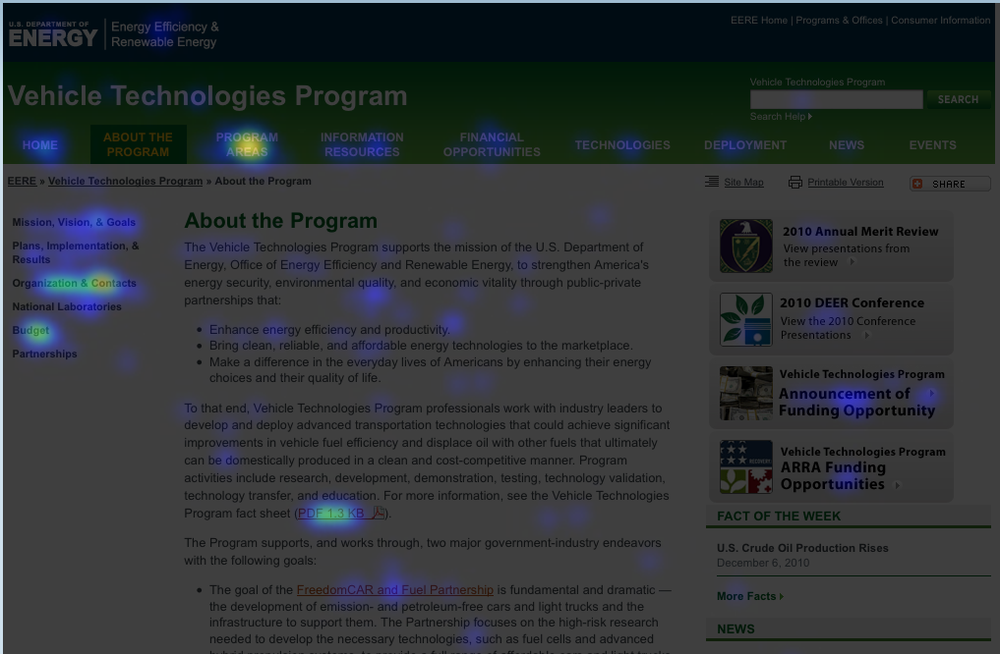 U.S. DEPARTMENT OF
ENERGY
Energy Efficiency &
Renewable Energy
EERE Home | Programs & Offices | Consumer Information
Vehicle Technologies Program
Vehicle Technologies Program
SEARCH
Search Help
HOME
ABOUT THE PROGRAM
PROGRAM AREAS
INFORMATION RESOURCES
FINANCIAL OPPORTUNITIES
TECHNOLOGIES
DEPLOYMENT
NEWS
EVENTS
EERE » Vehicle Technologies Program » About the Program
Site Map
Printable Version
SHARE
Mission, Vision, & Goals
Plans, Implementation, &
Results
Organization & Contacts
National Laboratories
Budget
Partnerships
About the Program
The Vehicle Technologies Program supports the mission of the U.S. Department of
Energy, Office of Energy Efficiency and Renewable Energy, to strengthen America's
energy security, environmental quality, and economic vitality through public-private
partnerships that:
• Enhance energy efficiency and productivity.
• Bring clean, reliable, and affordable energy technologies to the marketplace.
• Make a difference in the everyday lives of Americans by enhancing their energy
choices and their quality of life.
To that end, Vehicle Technologies Program professionals work with industry leaders to
develop and deploy advanced transportation technologies that could achieve significant
improvements in vehicle fuel efficiency and displace oil with other fuels that ultimately
can be domestically produced in a clean and cost-competitive manner. Program
activities include research, development, demonstration, testing, technology validation,
technology transfer, and education. For more information, see the Vehicle Technologies
Program fact sheet (PDF 1.3 KB).
The Program supports, and works through, two major government-industry endeavors
with the following goals:
• The goal of the FreedomCAR and Fuel Partnership is fundamental and dramatic —
the development of emission- and petroleum-free cars and light trucks and the
infrastructure to support them. The Partnership focuses on the high-risk research
needed to develop the necessary technologies, such as fuel cells and advanced
2010 Annual Merit Review
View presentations from
the review
2010 DEER Conference
View the 2010 Conference
Presentations
Vehicle Technologies Program
Announcement of
Funding Opportunity
Vehicle Technologies Program
ARRA Funding
Opportunities
FACT OF THE WEEK
U.S. Crude Oil Production Rises
December 6, 2010
More Facts
NEWS